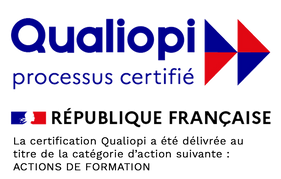 Qualiopi
processus certifié
RÉPUBLIQUE FRANÇAISE
La certification Qualiopi a été délivrée au
titre de la catégorie d'action suivante :
ACTIONS DE FORMATION